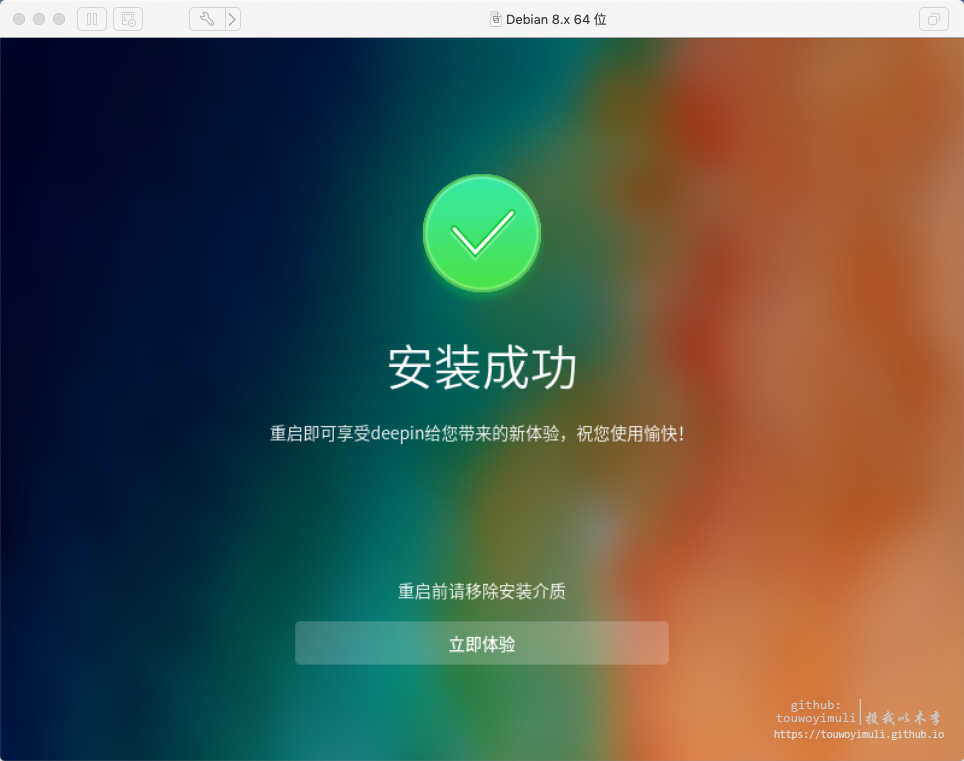 Debian 8.x 64 位
安装成功
重启即可享受deepin给您带来的新体验，祝您使用愉快！
重启前请移除安装介质
立即体验
github:
touwoyimuli
投我以木李
https://touwoyimuli.github.io